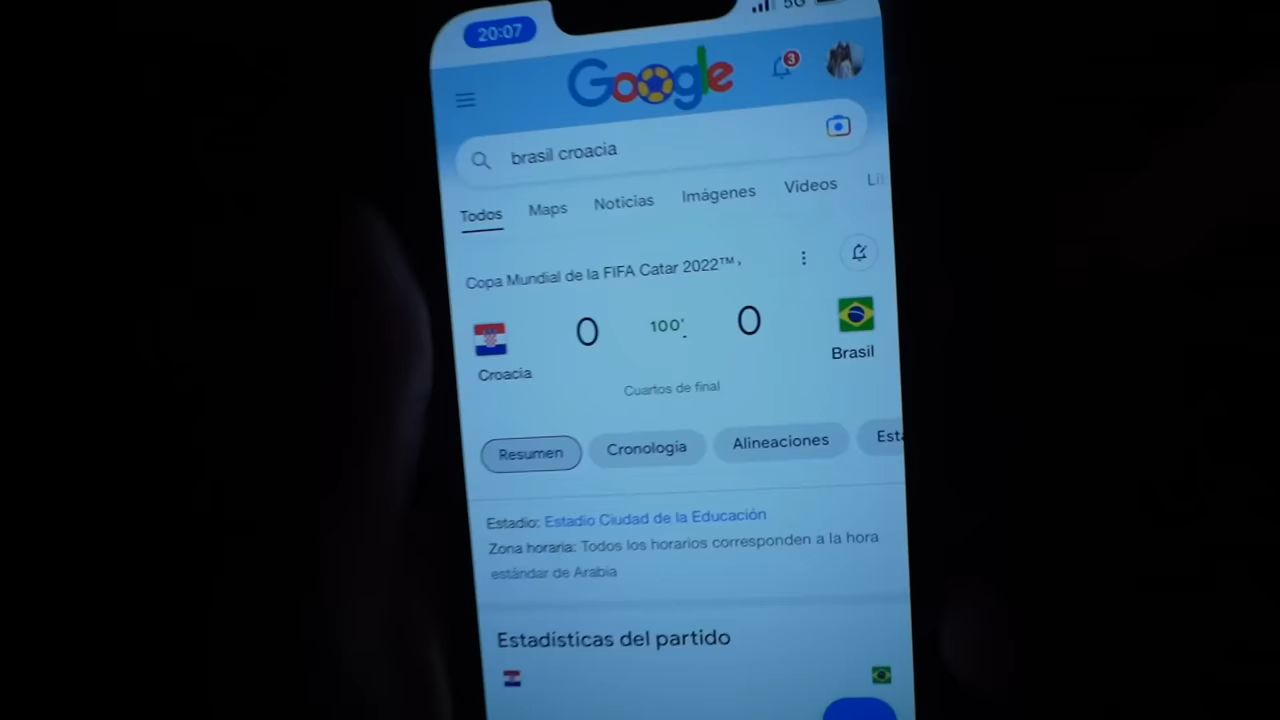 20:07
5G
Google
3
brasil croacia
Todos Maps Noticias Imágenes Videos
Copa Mundial de la FIFA Catar 2022™
0 100' 0
Croacia Brasil
Cuartos de final
Resumen Cronología Alineaciones Est
Estadio: Estadio Ciudad de la Educación
Zona horaria: Todos los horarios corresponden a la hora
estándar de Arabia
Estadísticas del partido